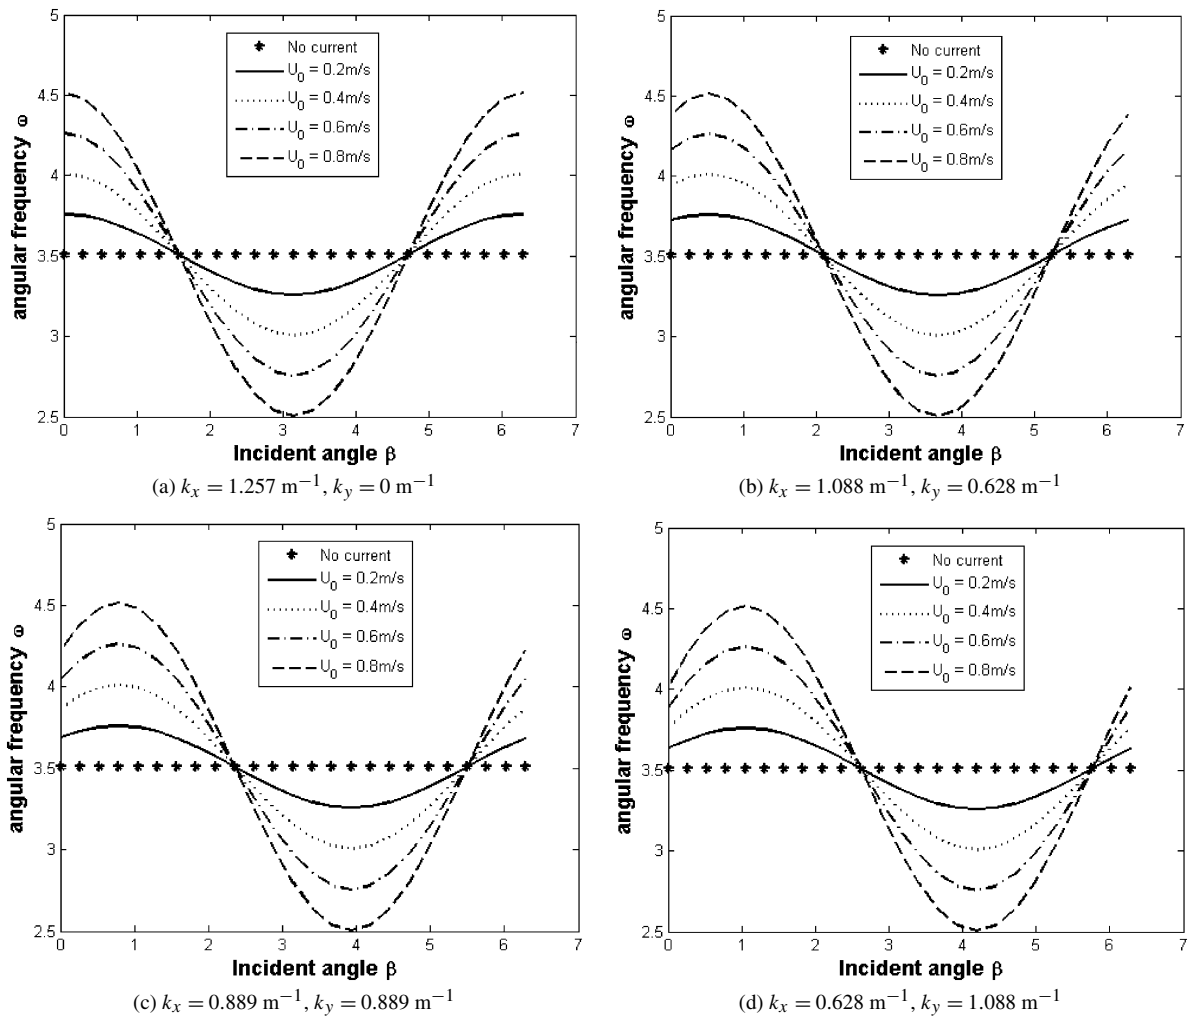 5
4.5
4
3.5
3
2.5
angular frequency ω
No current
U0 = 0.2m/s
U0 = 0.4m/s
U0 = 0.6m/s
U0 = 0.8m/s
0 1 2 3 4 5 6 7
Incident angle β
(a) kx = 1.257 m−1, ky = 0 m−1
5
4.5
4
3.5
3
2.5
angular frequency ω
No current
U0 = 0.2m/s
U0 = 0.4m/s
U0 = 0.6m/s
U0 = 0.8m/s
0 1 2 3 4 5 6 7
Incident angle β
(b) kx = 1.088 m−1, ky = 0.628 m−1
5
4.5
4
3.5
3
2.5
angular frequency ω
No current
U0 = 0.2m/s
U0 = 0.4m/s
U0 = 0.6m/s
U0 = 0.8m/s
0 1 2 3 4 5 6 7
Incident angle β
(c) kx = 0.889 m−1, ky = 0.889 m−1
5
4.5
4
3.5
3
2.5
angular frequency ω
No current
U0 = 0.2m/s
U0 = 0.4m/s
U0 = 0.6m/s
U0 = 0.8m/s
0 1 2 3 4 5 6 7
Incident angle β
(d) kx = 0.628 m−1, ky = 1.088 m−1